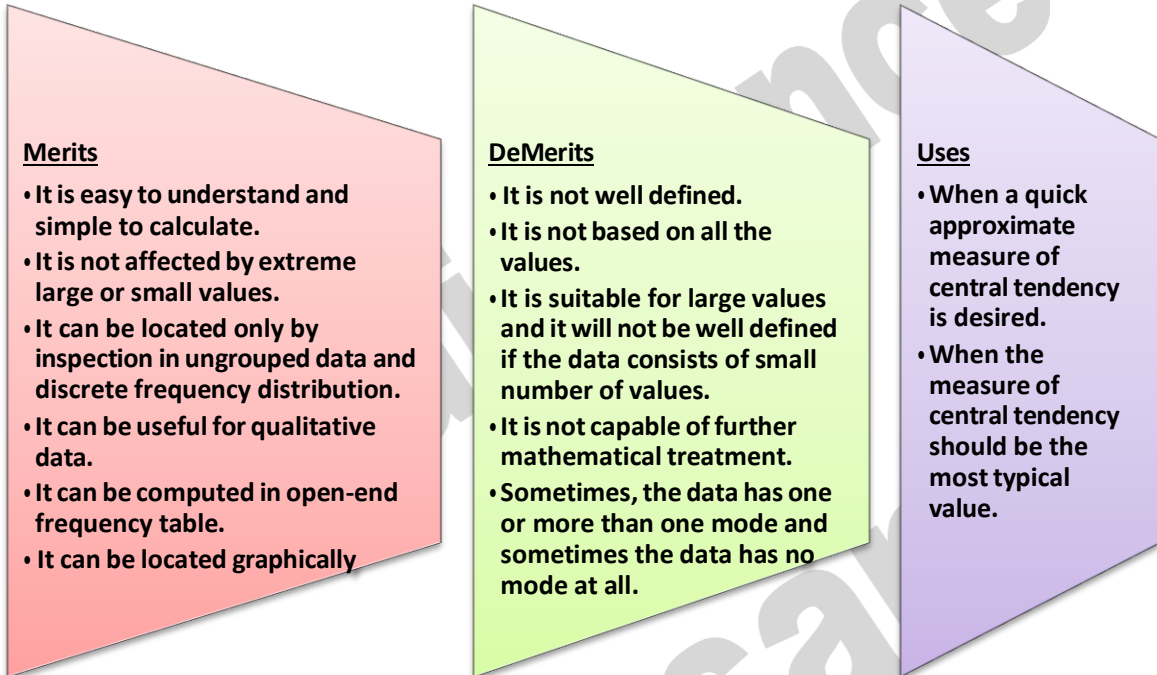 Merits
• It is easy to understand and
simple to calculate.
• It is not affected by extreme
large or small values.
• It can be located only by
inspection in ungrouped data and
discrete frequency distribution.
• It can be useful for qualitative
data.
• It can be computed in open-end
frequency table.
• It can be located graphically
DeMerits
• It is not well defined.
• It is not based on all the
values.
• It is suitable for large values
and it will not be well defined
if the data consists of small
number of values.
• It is not capable of further
mathematical treatment.
• Sometimes, the data has one
or more than one mode and
sometimes the data has no
mode at all.
Uses
• When a quick
approximate
measure of
central tendency
is desired.
• When the
measure of
central tendency
should be the
most typical
value.